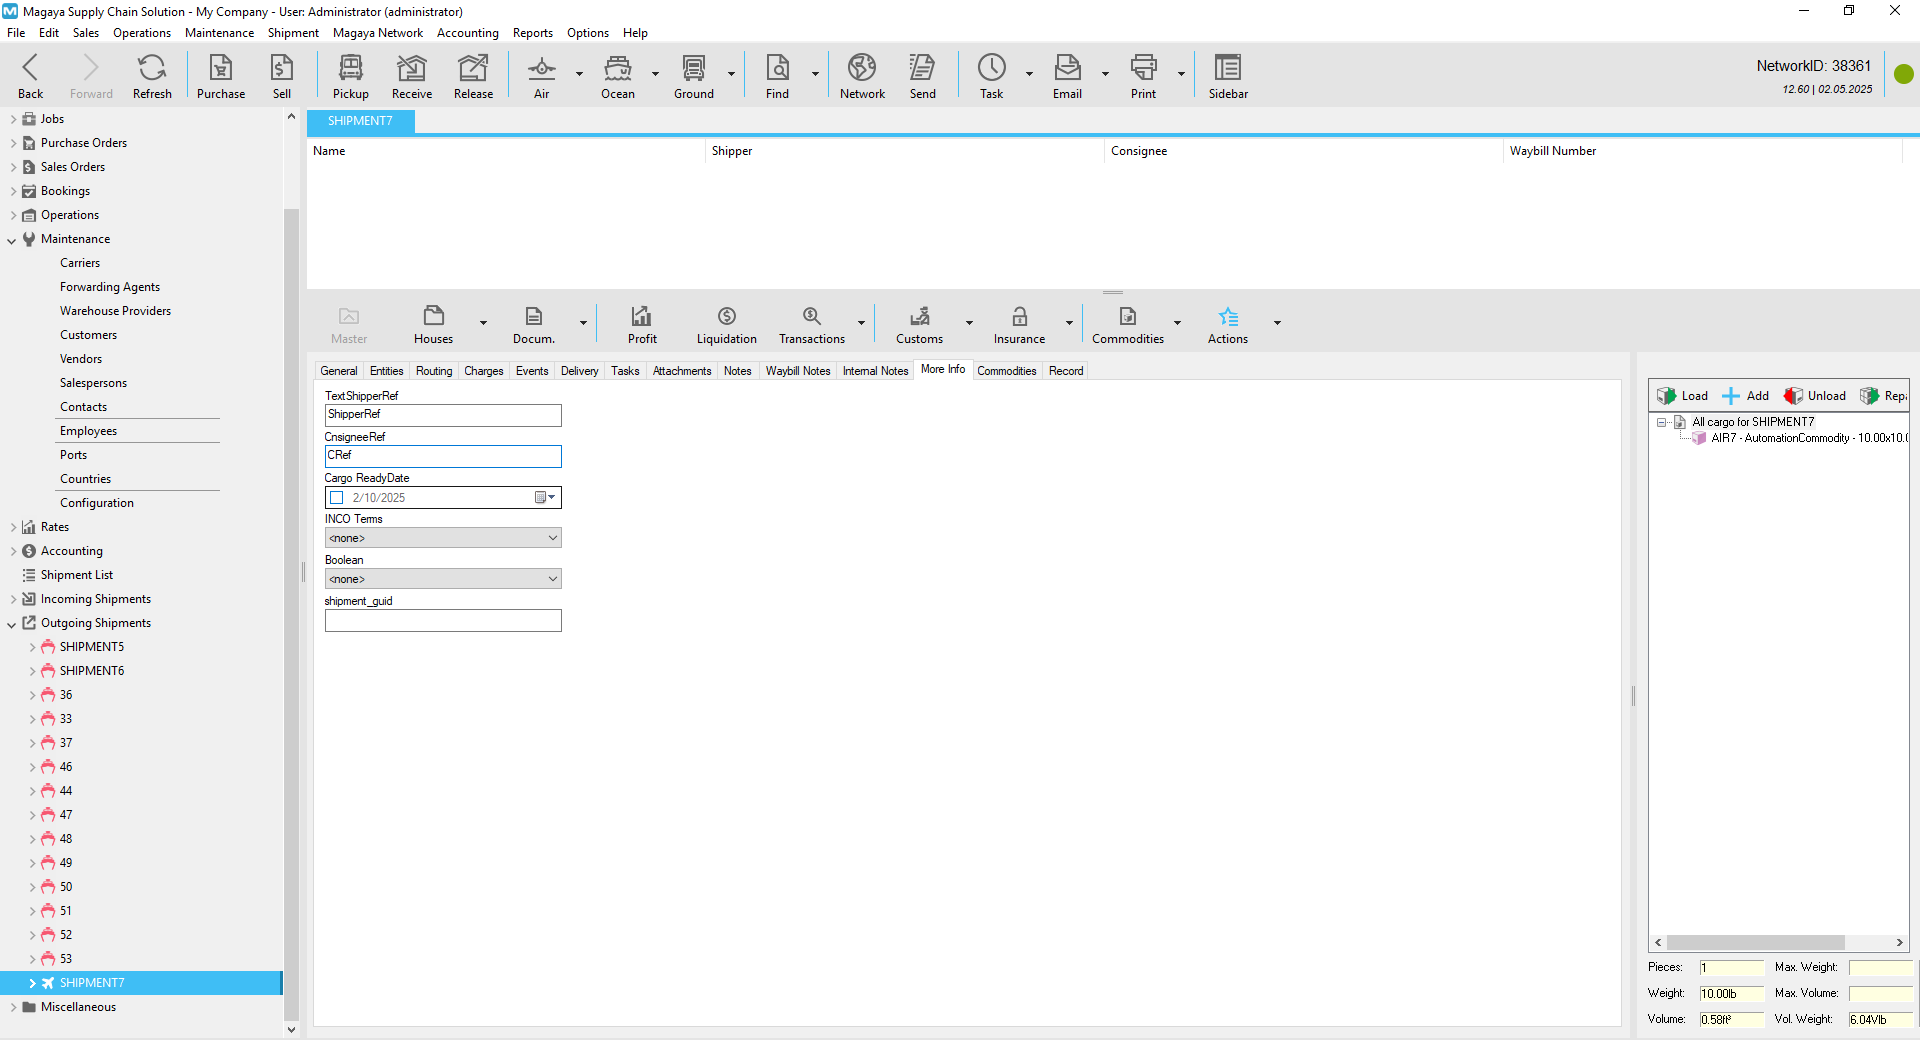 Magaya Supply Chain Solution - My Company - User: Administrator (administrator)
File Edit Sales Operations Maintenance Shipment Magaya Network Accounting Reports Options Help
Back Forward Refresh Purchase Sell Pickup Receive Release Air Ocean Ground Find Network Send Task Email Print Sidebar
NetworkID: 38361
12.60 | 02.05.2025
Jobs
Purchase Orders
Sales Orders
Bookings
Operations
Maintenance
Carriers
Forwarding Agents
Warehouse Providers
Customers
Vendors
Salespersons
Contacts
Employees
Ports
Countries
Configuration
Rates
Accounting
Shipment List
Incoming Shipments
Outgoing Shipments
SHIPMENT5
SHIPMENT6
36
33
37
46
44
47
48
49
50
51
52
53
SHIPMENT7
Miscellaneous
SHIPMENT7
Name Shipper Consignee Waybill Number
Master Houses Docum. Profit Liquidation Transactions Customs Insurance Commodities Actions
General Entities Routing Charges Events Delivery Tasks Attachments Notes Waybill Notes Internal Notes More Info Commodities Record
TextShipperRef
ShipperRef
CnsigneeRef
CRef
Cargo ReadyDate
2/10/2025
INCO Terms
<none>
Boolean
<none>
shipment_guid
Load Add Unload Repa
All cargo for SHIPMENT7
AIR7 - AutomationCommodity - 10.00x10.0
Pieces: 1 Max. Weight:
Weight: 10.00lb Max. Volume:
Volume: 0.58ft³ Vol. Weight: 6.04Vlb